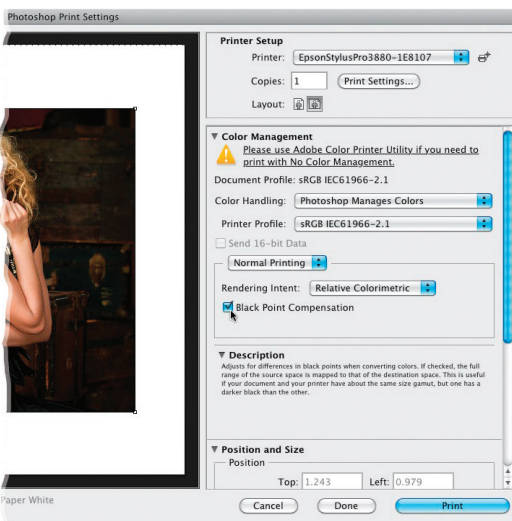 Photoshop Print Settings
Printer Setup
Printer: EpsonStylusPro3880-1E8107
Copies: 1 Print Settings...
Layout:
Color Management
Please use Adobe Color Printer Utility if you need to
print with No Color Management.
Document Profile: sRGB IEC61966-2.1
Color Handling: Photoshop Manages Colors
Printer Profile: sRGB IEC61966-2.1
Send 16-bit Data
Normal Printing
Rendering Intent: Relative Colorimetric
Black Point Compensation
Description
Adjusts for differences in black points when converting colors. If checked, the full
range of the source space is mapped to that of the destination space. This is useful
if your document and your printer have about the same size gamut, but one has a
darker black than the other.
Position and Size
Position
Top: 1.243 Left: 0.979
Paper White
Cancel Done Print